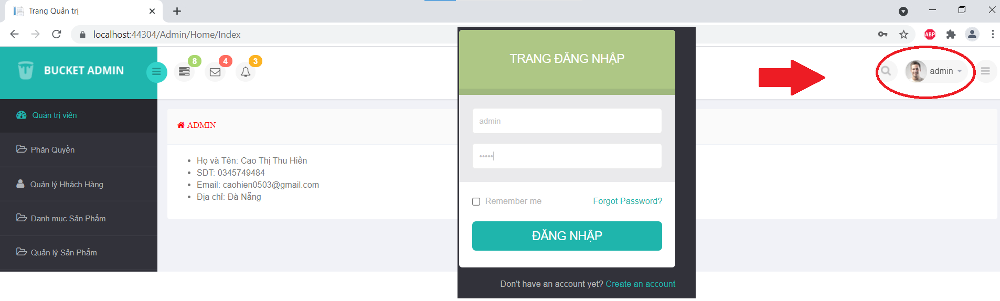 Trang Quản trị
localhost:44304/Admin/Home/Index
ABP
BUCKET ADMIN
8
4
3
admin
Quản trị viên
Phân Quyền
Quản lý Hhách Hàng
Danh mục Sản Phẩm
Quản lý Sản Phẩm
ADMIN
Họ và Tên: Cao Thị Thu Hiền
SDT: 0345749484
Email: caohien0503@gmail.com
Địa chỉ: Đà Nẵng
TRANG ĐĂNG NHẬP
admin
•••••
Remember me
Forgot Password?
ĐĂNG NHẬP
Don't have an account yet? Create an account